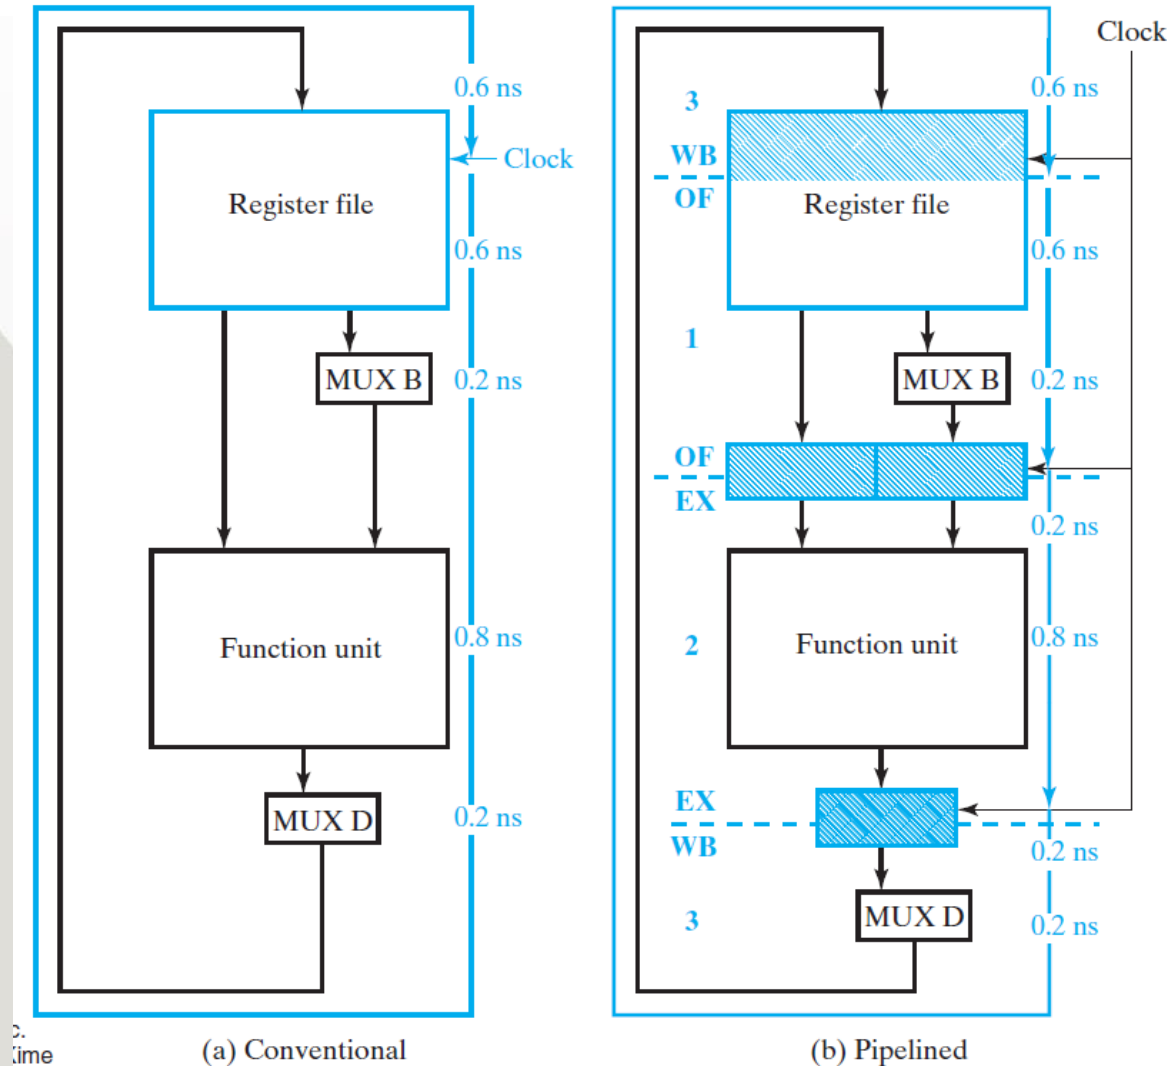 0.6 ns
Clock
Register file
0.6 ns
MUX B
0.2 ns
Function unit
0.8 ns
MUX D
0.2 ns
(a) Conventional
Clock
3
0.6 ns
WB
OF
Register file
0.6 ns
1
MUX B
0.2 ns
OF
EX
0.2 ns
2
Function unit
0.8 ns
EX
WB
0.2 ns
3
MUX D
0.2 ns
(b) Pipelined
c.
Kime